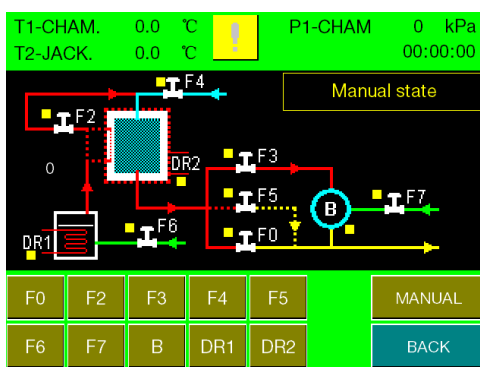 T1-CHAM. 0.0 ℃ ! P1-CHAM 0 kPa
T2-JACK. 0.0 ℃ 00:00:00
F4
Manual state
F2
F3
0
DR2
F5
B
F7
F6
F0
DR1
F0 F2 F3 F4 F5 MANUAL
F6 F7 B DR1 DR2 BACK